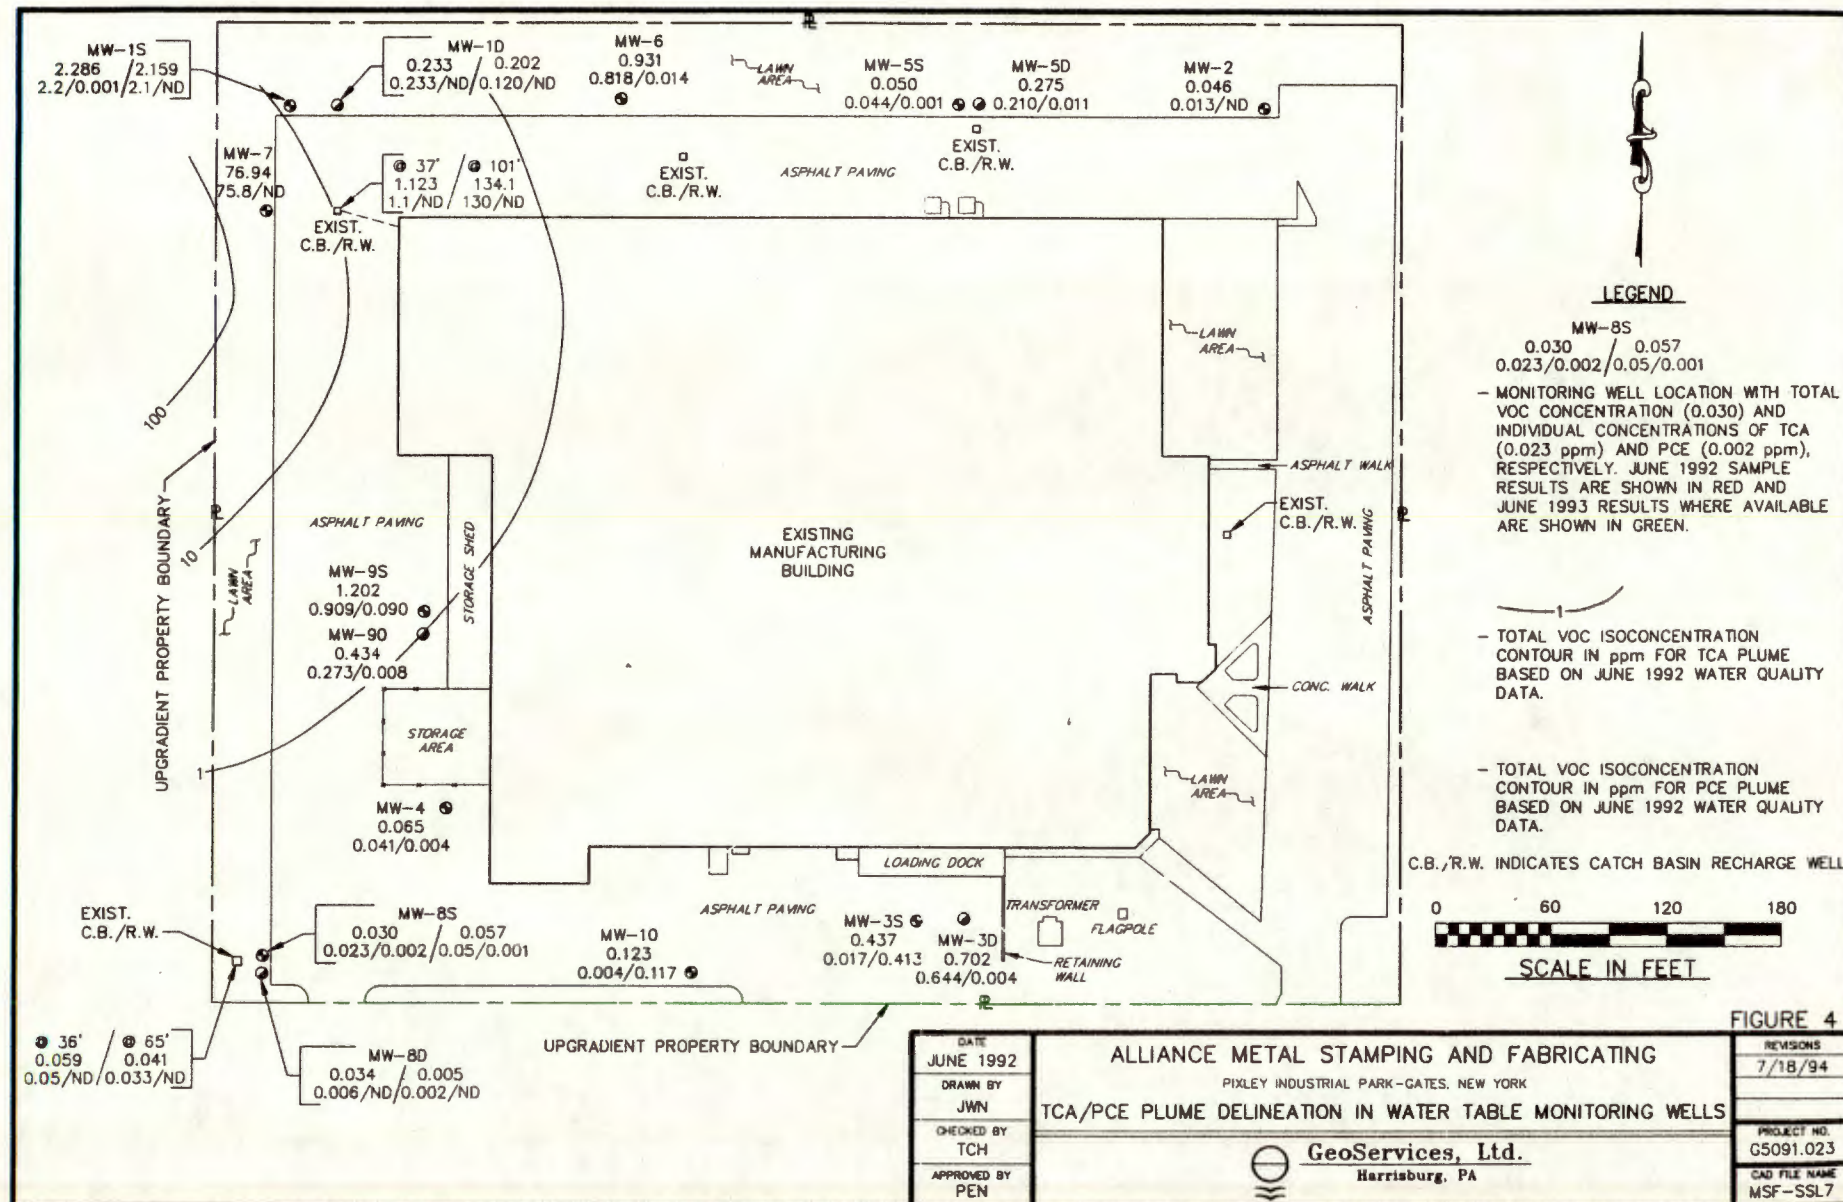 MW-1S
2.286 / 2.159
2.2/0.001/2.1/ND
MW-1D
0.233 / 0.202
0.233/ND/0.120/ND
MW-6
0.931
0.818/0.014
LAWN
AREA
MW-5S
0.050
0.044/0.001
MW-5D
0.275
0.210/0.011
MW-2
0.046
0.013/ND
MW-7
76.94
75.8/ND
@ 37' / @ 101'
1.123 / 134.1
1.1/ND / 130/ND
EXIST.
C.B./R.W.
EXIST.
C.B./R.W.
ASPHALT PAVING
EXIST.
C.B./R.W.
LAWN
AREA
100
10
1
UPGRADIENT PROPERTY BOUNDARY
LAWN
AREA
ASPHALT PAVING
STORAGE SHED
MW-9S
1.202
0.909/0.090
MW-90
0.434
0.273/0.008
STORAGE
AREA
MW-4
0.065
0.041/0.004
EXISTING
MANUFACTURING
BUILDING
ASPHALT WALK
EXIST.
C.B./R.W.
ASPHALT PAVING
CONC. WALK
LAWN
AREA
LOADING DOCK
ASPHALT PAVING
TRANSFORMER
FLAGPOLE
RETAINING
WALL
EXIST.
C.B./R.W.
MW-8S
0.030 / 0.057
0.023/0.002/0.05/0.001
MW-10
0.123
0.004/0.117
MW-3S
0.437
0.017/0.413
MW-3D
0.702
0.644/0.004
@ 36' / @ 65'
0.059 / 0.041
0.05/ND/0.033/ND
MW-8D
0.034 / 0.005
0.006/ND/0.002/ND
UPGRADIENT PROPERTY BOUNDARY
LEGEND
MW-8S
0.030 / 0.057
0.023/0.002/0.05/0.001
- MONITORING WELL LOCATION WITH TOTAL
VOC CONCENTRATION (0.030) AND
INDIVIDUAL CONCENTRATIONS OF TCA
(0.023 ppm) AND PCE (0.002 ppm),
RESPECTIVELY. JUNE 1992 SAMPLE
RESULTS ARE SHOWN IN RED AND
JUNE 1993 RESULTS WHERE AVAILABLE
ARE SHOWN IN GREEN.
1
- TOTAL VOC ISOCONCENTRATION
CONTOUR IN ppm FOR TCA PLUME
BASED ON JUNE 1992 WATER QUALITY
DATA.
- TOTAL VOC ISOCONCENTRATION
CONTOUR IN ppm FOR PCE PLUME
BASED ON JUNE 1992 WATER QUALITY
DATA.
C.B./R.W. INDICATES CATCH BASIN RECHARGE WELL
0 60 120 180
SCALE IN FEET
FIGURE 4
DATE
JUNE 1992
DRAWN BY
JWN
CHECKED BY
TCH
APPROVED BY
PEN
ALLIANCE METAL STAMPING AND FABRICATING
PIXLEY INDUSTRIAL PARK-GATES, NEW YORK
TCA/PCE PLUME DELINEATION IN WATER TABLE MONITORING WELLS
GeoServices, Ltd.
Harrisburg, PA
REVISIONS
7/18/94
PROJECT NO.
G5091.023
CAD FILE NAME
MSF-SSL7